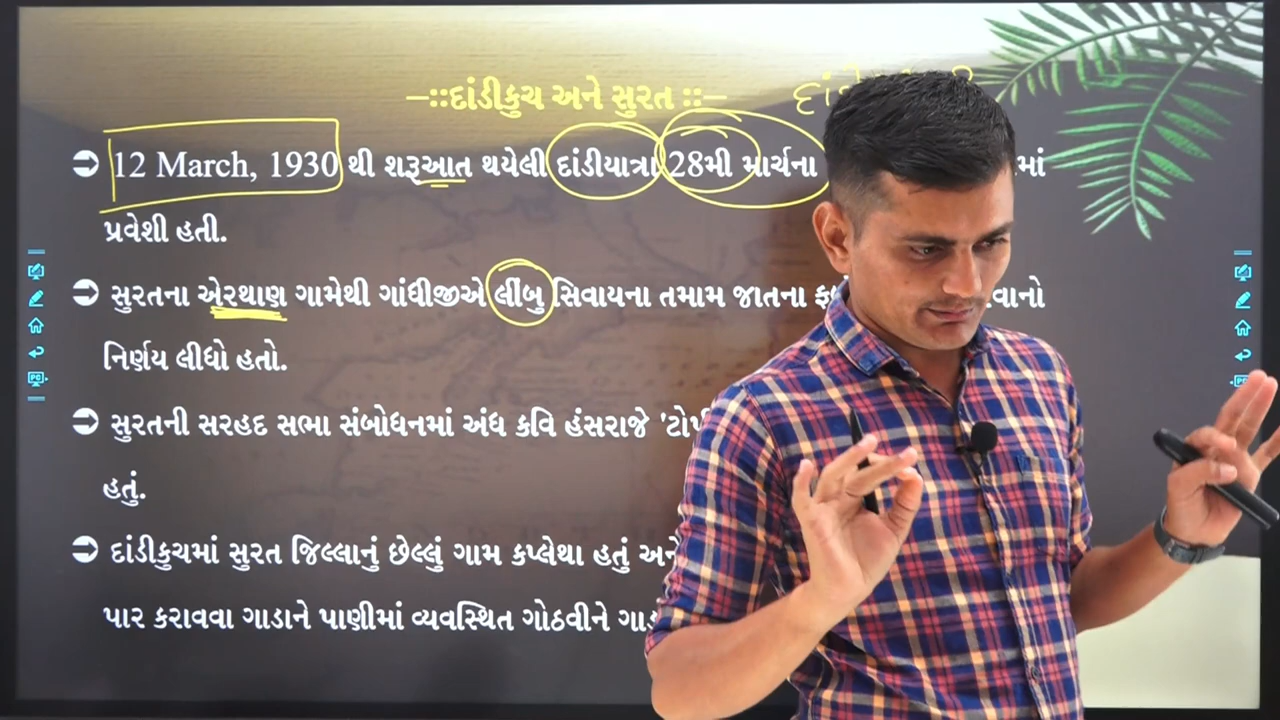 –::દાંડીકુચ અને સુરત ::–
➲ 12 March, 1930 થી શરૂઆત થયેલી દાંડીયાત્રા 28મી માર્ચના
પ્રવેશી હતી.
➲ સુરતના એરથાણ ગામેથી ગાંધીજીએ લીંબુ સિવાયના તમામ જાતના
નિર્ણય લીધો હતો.
➲ સુરતની સરહદ સભા સંબોધનમાં અંધ કવિ હંસરાજે
હતું.
➲ દાંડીકુચમાં સુરત જિલ્લાનું છેલ્લું ગામ કપ્લેથા હતું અને
પાર કરાવવા ગાડાને પાણીમાં વ્યવસ્થિત ગોઠવીને